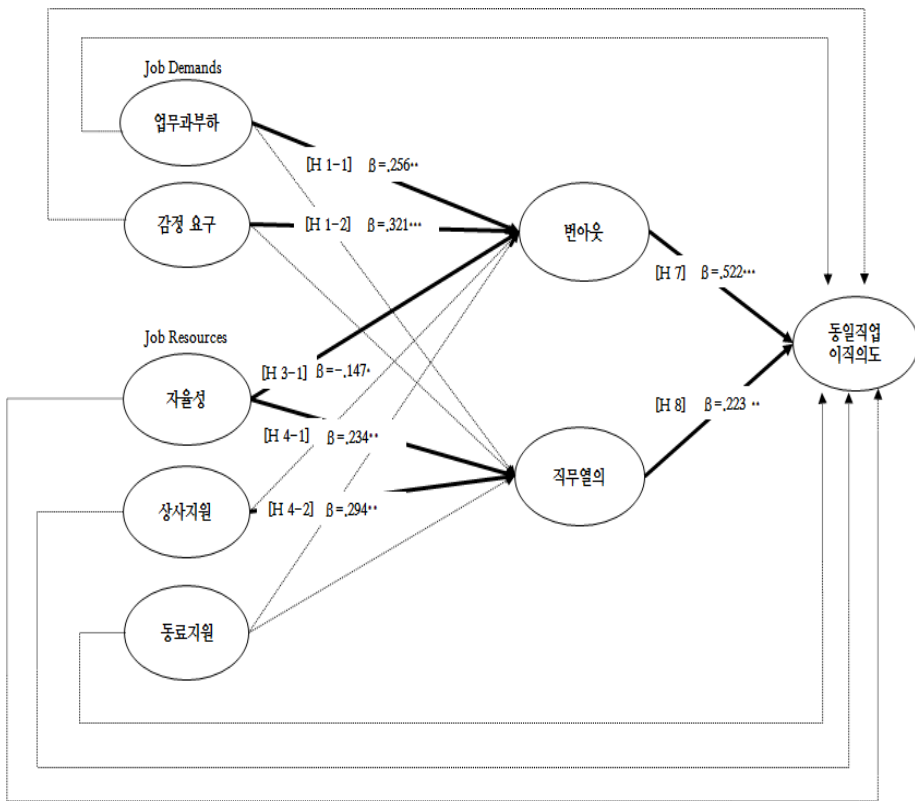 Job Demands
업무과부하
[H 1-1] β=.256**
감정 요구
[H 1-2] β=.321***
번아웃
[H 7] β=.522***
동일직업
이직의도
Job Resources
자율성
[H 3-1] β=-.147*
[H 8] β=.223 **
[H 4-1] β=.234**
직무열의
상사지원
[H 4-2] β=.294**
동료지원